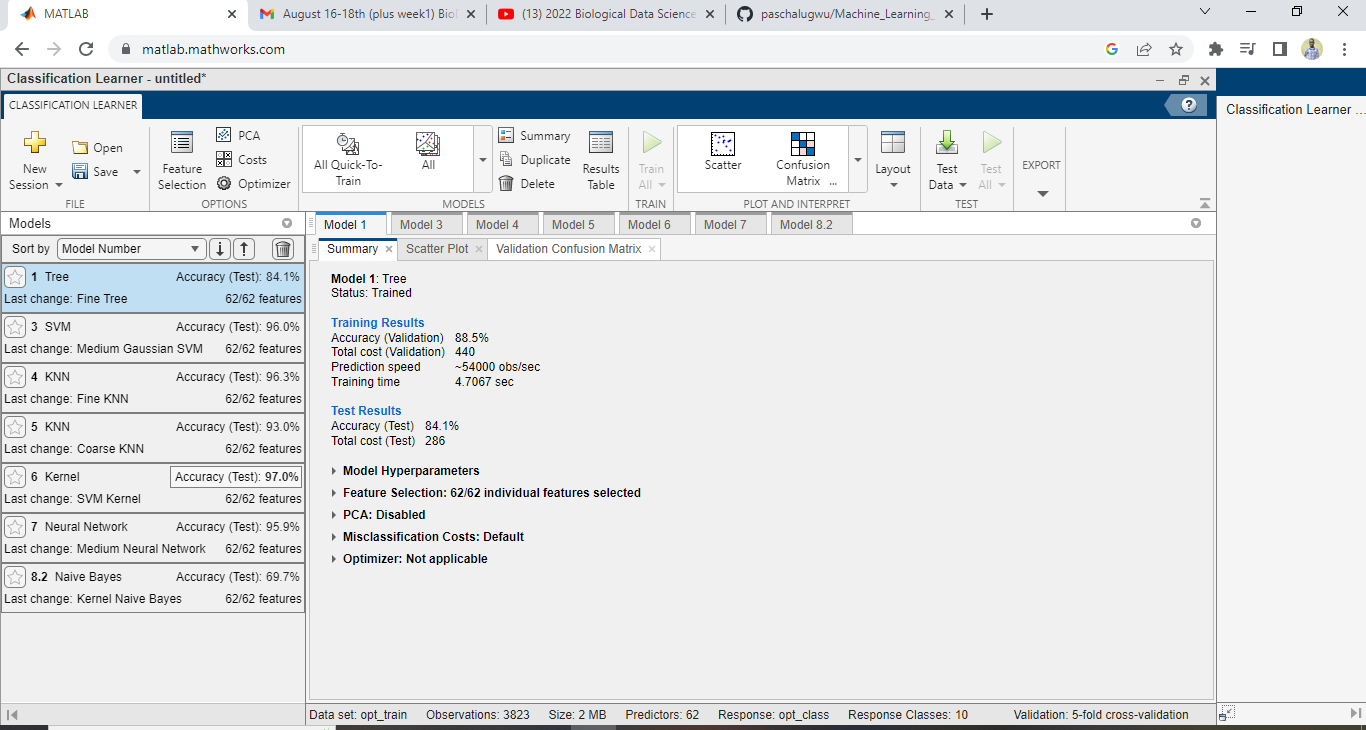 MATLAB
August 16-18th (plus week1) Biol
(13) 2022 Biological Data Science
paschalugwu/Machine_Learning_
matlab.mathworks.com
Classification Learner - untitled*
CLASSIFICATION LEARNER
Classification Learner ...
New
Session
Open
Save
FILE
Feature
Selection
PCA
Costs
Optimizer
OPTIONS
All Quick-To-
Train
All
Summary
Duplicate
Delete
Results
Table
MODELS
Train
All
TRAIN
Scatter
Confusion
Matrix ...
Layout
PLOT AND INTERPRET
Test
Data
Test
All
TEST
EXPORT
Models
Sort by Model Number
1 Tree Accuracy (Test): 84.1%
Last change: Fine Tree 62/62 features
3 SVM Accuracy (Test): 96.0%
Last change: Medium Gaussian SVM 62/62 features
4 KNN Accuracy (Test): 96.3%
Last change: Fine KNN 62/62 features
5 KNN Accuracy (Test): 93.0%
Last change: Coarse KNN 62/62 features
6 Kernel Accuracy (Test): 97.0%
Last change: SVM Kernel 62/62 features
7 Neural Network Accuracy (Test): 95.9%
Last change: Medium Neural Network 62/62 features
8.2 Naive Bayes Accuracy (Test): 69.7%
Last change: Kernel Naive Bayes 62/62 features
Model 1 Model 3 Model 4 Model 5 Model 6 Model 7 Model 8.2
Summary Scatter Plot Validation Confusion Matrix
Model 1: Tree
Status: Trained
Training Results
Accuracy (Validation) 88.5%
Total cost (Validation) 440
Prediction speed ~54000 obs/sec
Training time 4.7067 sec
Test Results
Accuracy (Test) 84.1%
Total cost (Test) 286
Model Hyperparameters
Feature Selection: 62/62 individual features selected
PCA: Disabled
Misclassification Costs: Default
Optimizer: Not applicable
Data set: opt_train Observations: 3823 Size: 2 MB Predictors: 62 Response: opt_class Response Classes: 10 Validation: 5-fold cross-validation